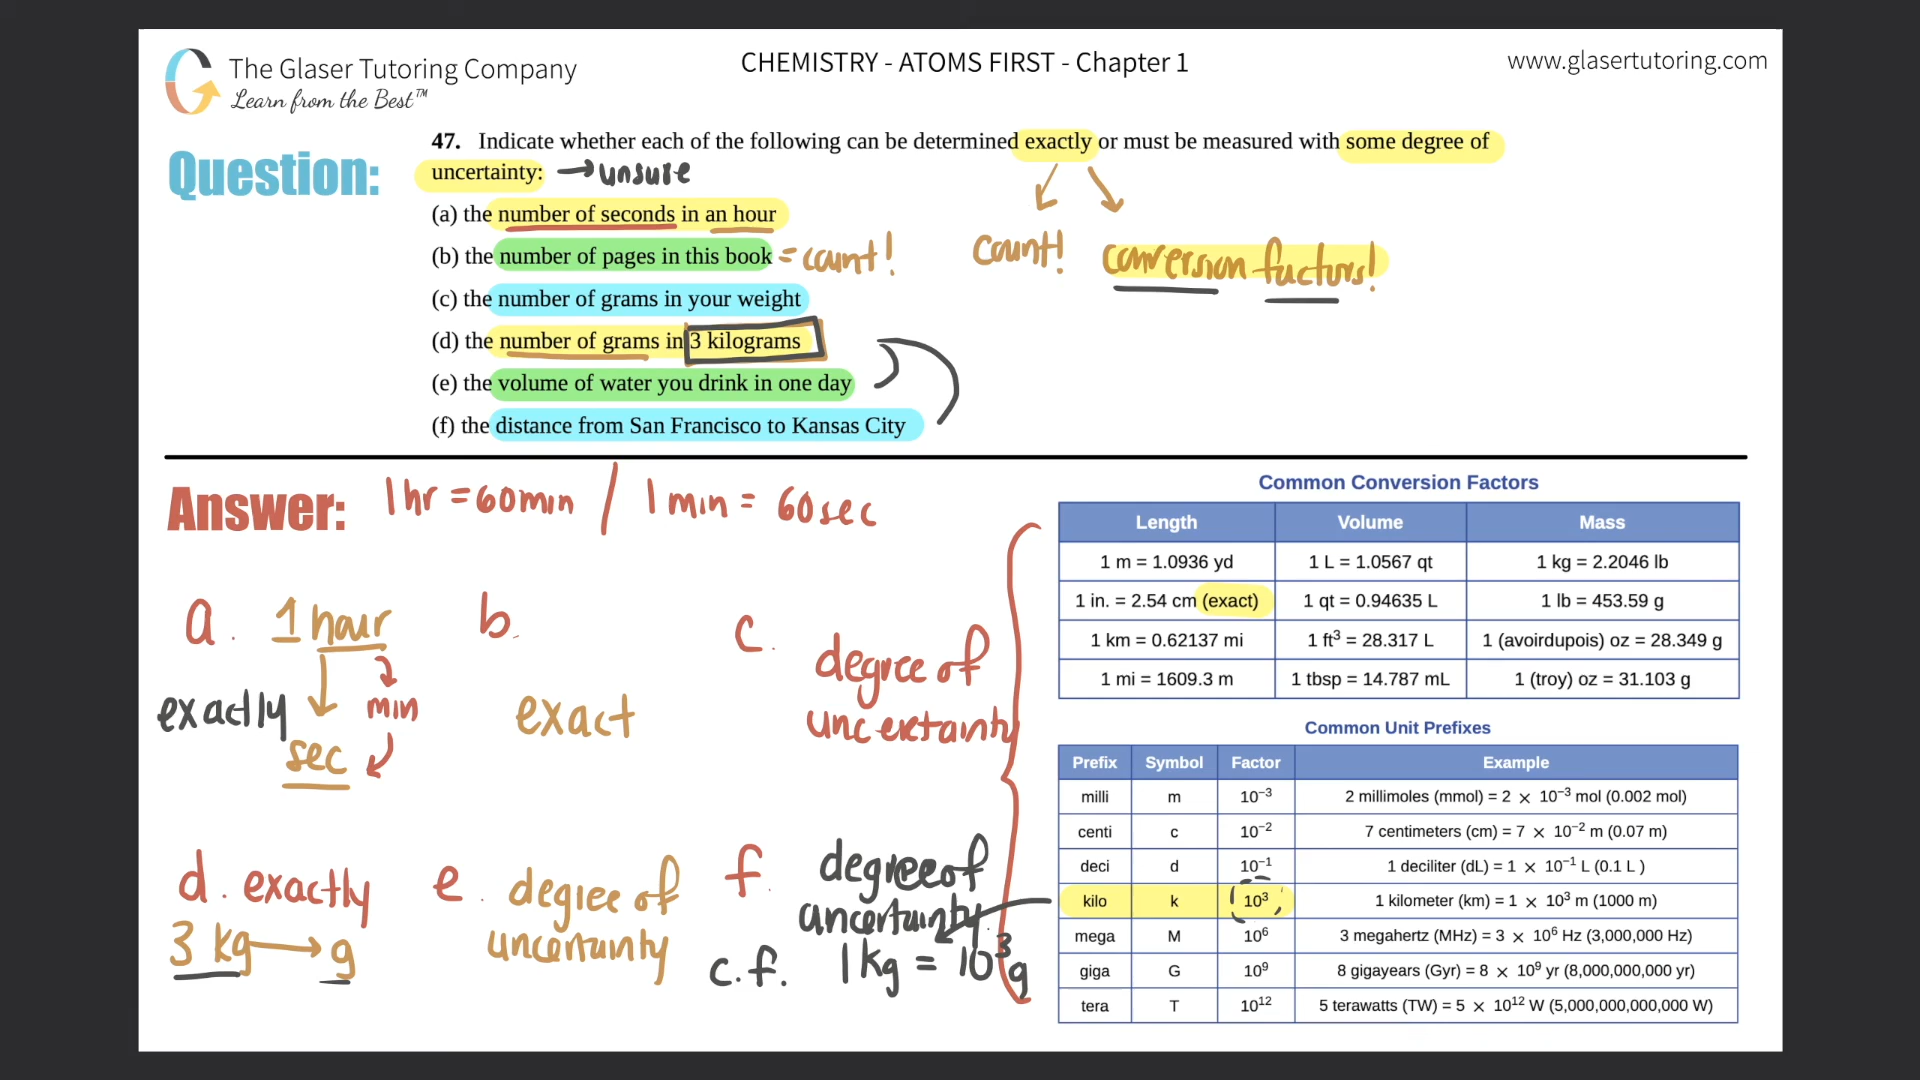 The Glaser Tutoring Company
Learn from the Best™
CHEMISTRY - ATOMS FIRST - Chapter 1
www.glasertutoring.com
Question:
47. Indicate whether each of the following can be determined exactly or must be measured with some degree of
uncertainty: → unsure
(a) the number of seconds in an hour
(b) the number of pages in this book = count!
(c) the number of grams in your weight
(d) the number of grams in 3 kilograms
(e) the volume of water you drink in one day
(f) the distance from San Francisco to Kansas City
count! conversion factors!
Answer:
1hr = 60min / 1 min = 60sec
a. 1 hour
exactly
min
sec
b.
exact
c.
degree of
uncertainty
d. exactly
3 kg → g
e. degree of
uncertainty
f. degree of
uncertainty
c.f. 1kg = 10³g
Common Conversion Factors
Length Volume Mass
1 m = 1.0936 yd 1 L = 1.0567 qt 1 kg = 2.2046 lb
1 in. = 2.54 cm (exact) 1 qt = 0.94635 L 1 lb = 453.59 g
1 km = 0.62137 mi 1 ft³ = 28.317 L 1 (avoirdupois) oz = 28.349 g
1 mi = 1609.3 m 1 tbsp = 14.787 mL 1 (troy) oz = 31.103 g
Common Unit Prefixes
Prefix Symbol Factor Example
milli m 10⁻³ 2 millimoles (mmol) = 2 × 10⁻³ mol (0.002 mol)
centi c 10⁻² 7 centimeters (cm) = 7 × 10⁻² m (0.07 m)
deci d 10⁻¹ 1 deciliter (dL) = 1 × 10⁻¹ L (0.1 L )
kilo k 10³ 1 kilometer (km) = 1 × 10³ m (1000 m)
mega M 10⁶ 3 megahertz (MHz) = 3 × 10⁶ Hz (3,000,000 Hz)
giga G 10⁹ 8 gigayears (Gyr) = 8 × 10⁹ yr (8,000,000,000 yr)
tera T 10¹² 5 terawatts (TW) = 5 × 10¹² W (5,000,000,000,000 W)